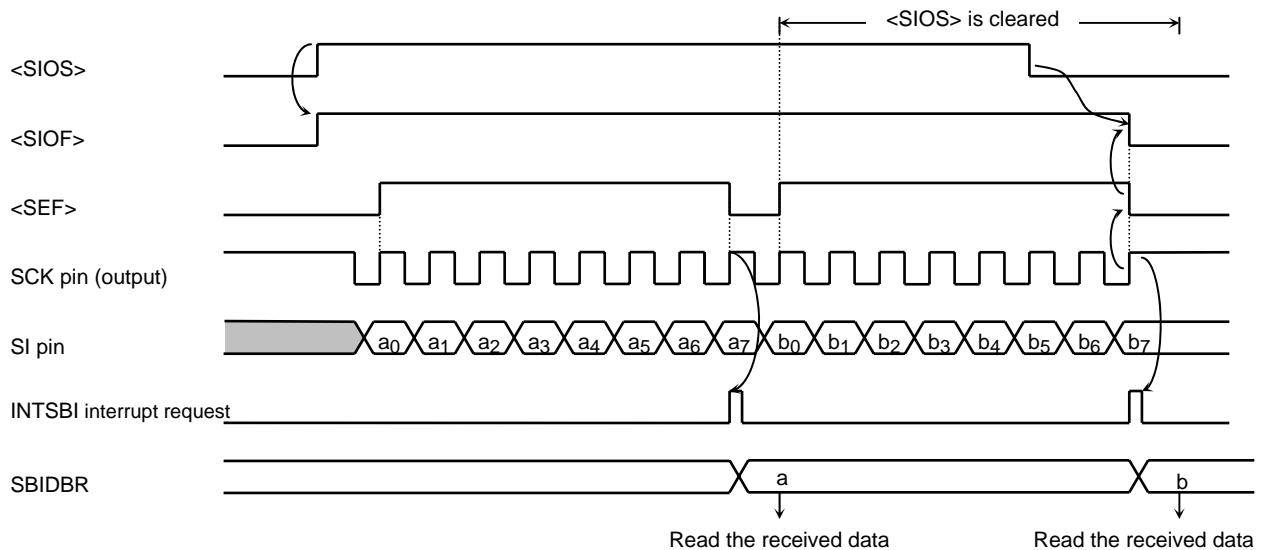 <SIOS> is cleared
<SIOS>
<SIOF>
<SEF>
SCK pin (output)
SI pin
a0 a1 a2 a3 a4 a5 a6 a7 b0 b1 b2 b3 b4 b5 b6 b7
INTSBI interrupt request
SBIDBR
a b
Read the received data Read the received data